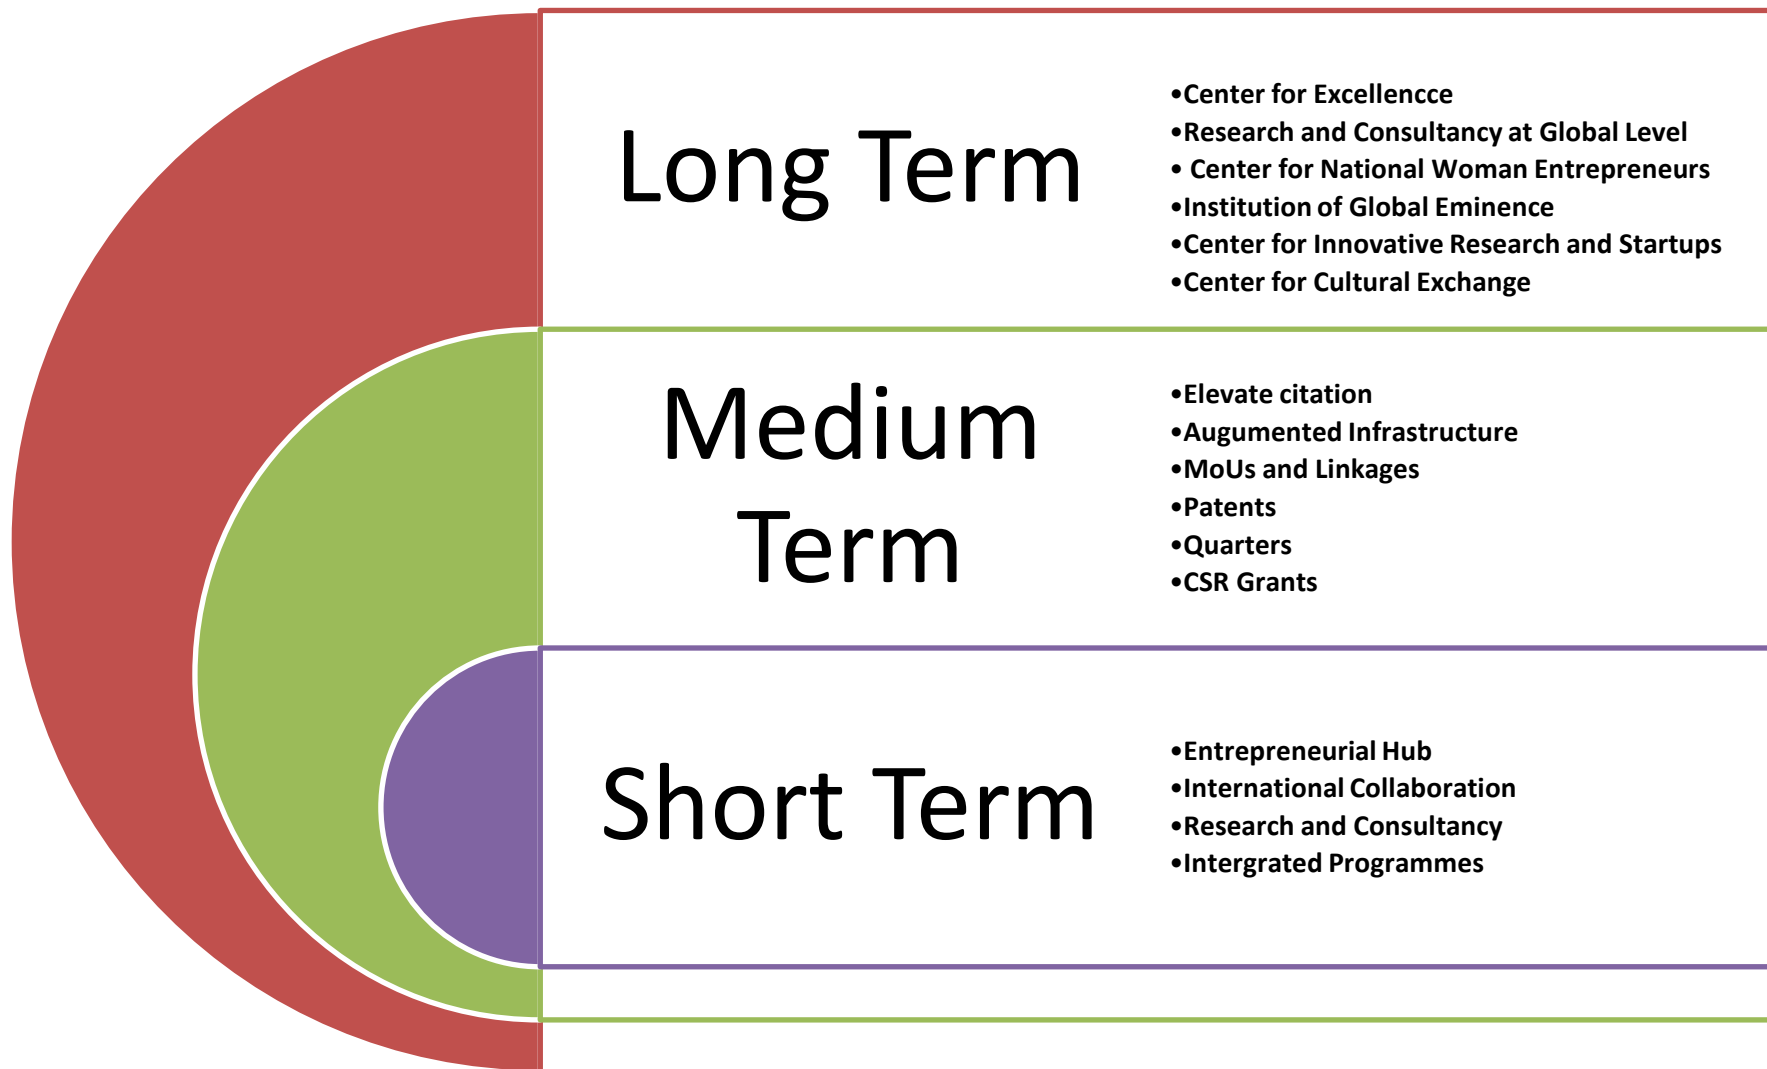 Long Term
•Center for Excellencce
•Research and Consultancy at Global Level
• Center for National Woman Entrepreneurs
•Institution of Global Eminence
•Center for Innovative Research and Startups
•Center for Cultural Exchange
Medium
Term
•Elevate citation
•Augumented Infrastructure
•MoUs and Linkages
•Patents
•Quarters
•CSR Grants
Short Term
•Entrepreneurial Hub
•International Collaboration
•Research and Consultancy
•Intergrated Programmes